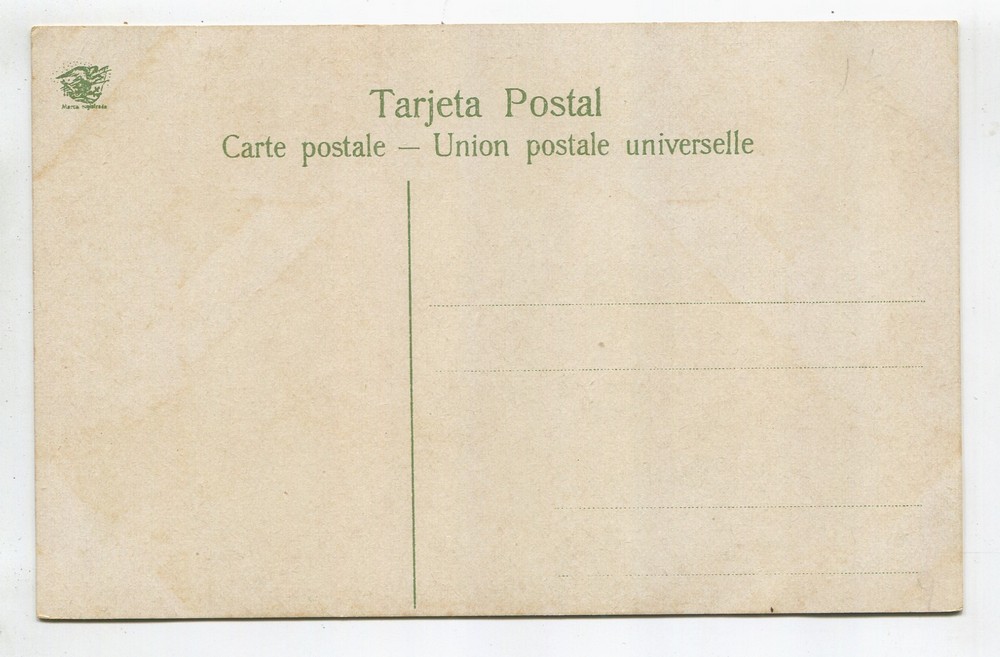 Marca registrada
Tarjeta Postal
Carte postale — Union postale universelle